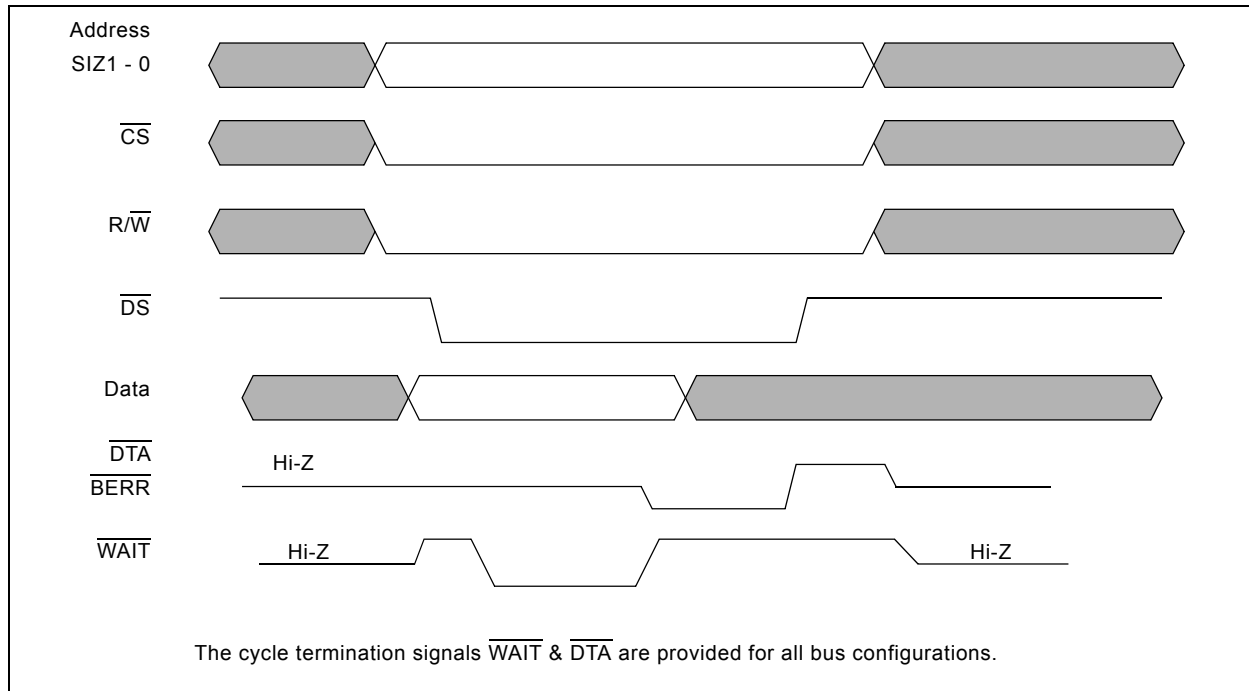 Address
SIZ1 - 0
CS
R/W
DS
Data
DTA
Hi-Z
BERR
WAIT
Hi-Z
Hi-Z
The cycle termination signals WAIT & DTA are provided for all bus configurations.